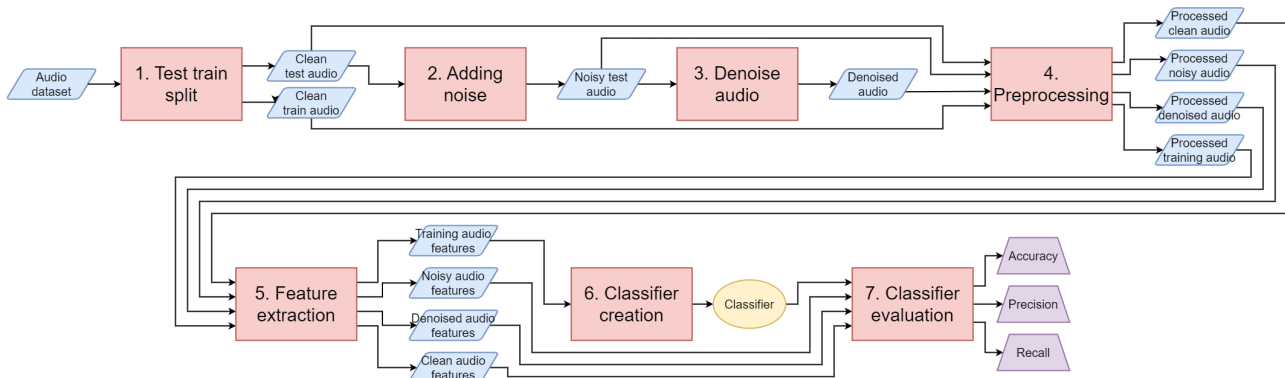 Audio
dataset
1. Test train
split
Clean
test audio
Clean
train audio
2. Adding
noise
Noisy test
audio
3. Denoise
audio
Denoised
audio
4.
Preprocessing
Processed
clean audio
Processed
noisy audio
Processed
denoised audio
Processed
training audio
5. Feature
extraction
Training audio
features
Noisy audio
features
Denoised audio
features
Clean audio
features
6. Classifier
creation
Classifier
7. Classifier
evaluation
Accuracy
Precision
Recall